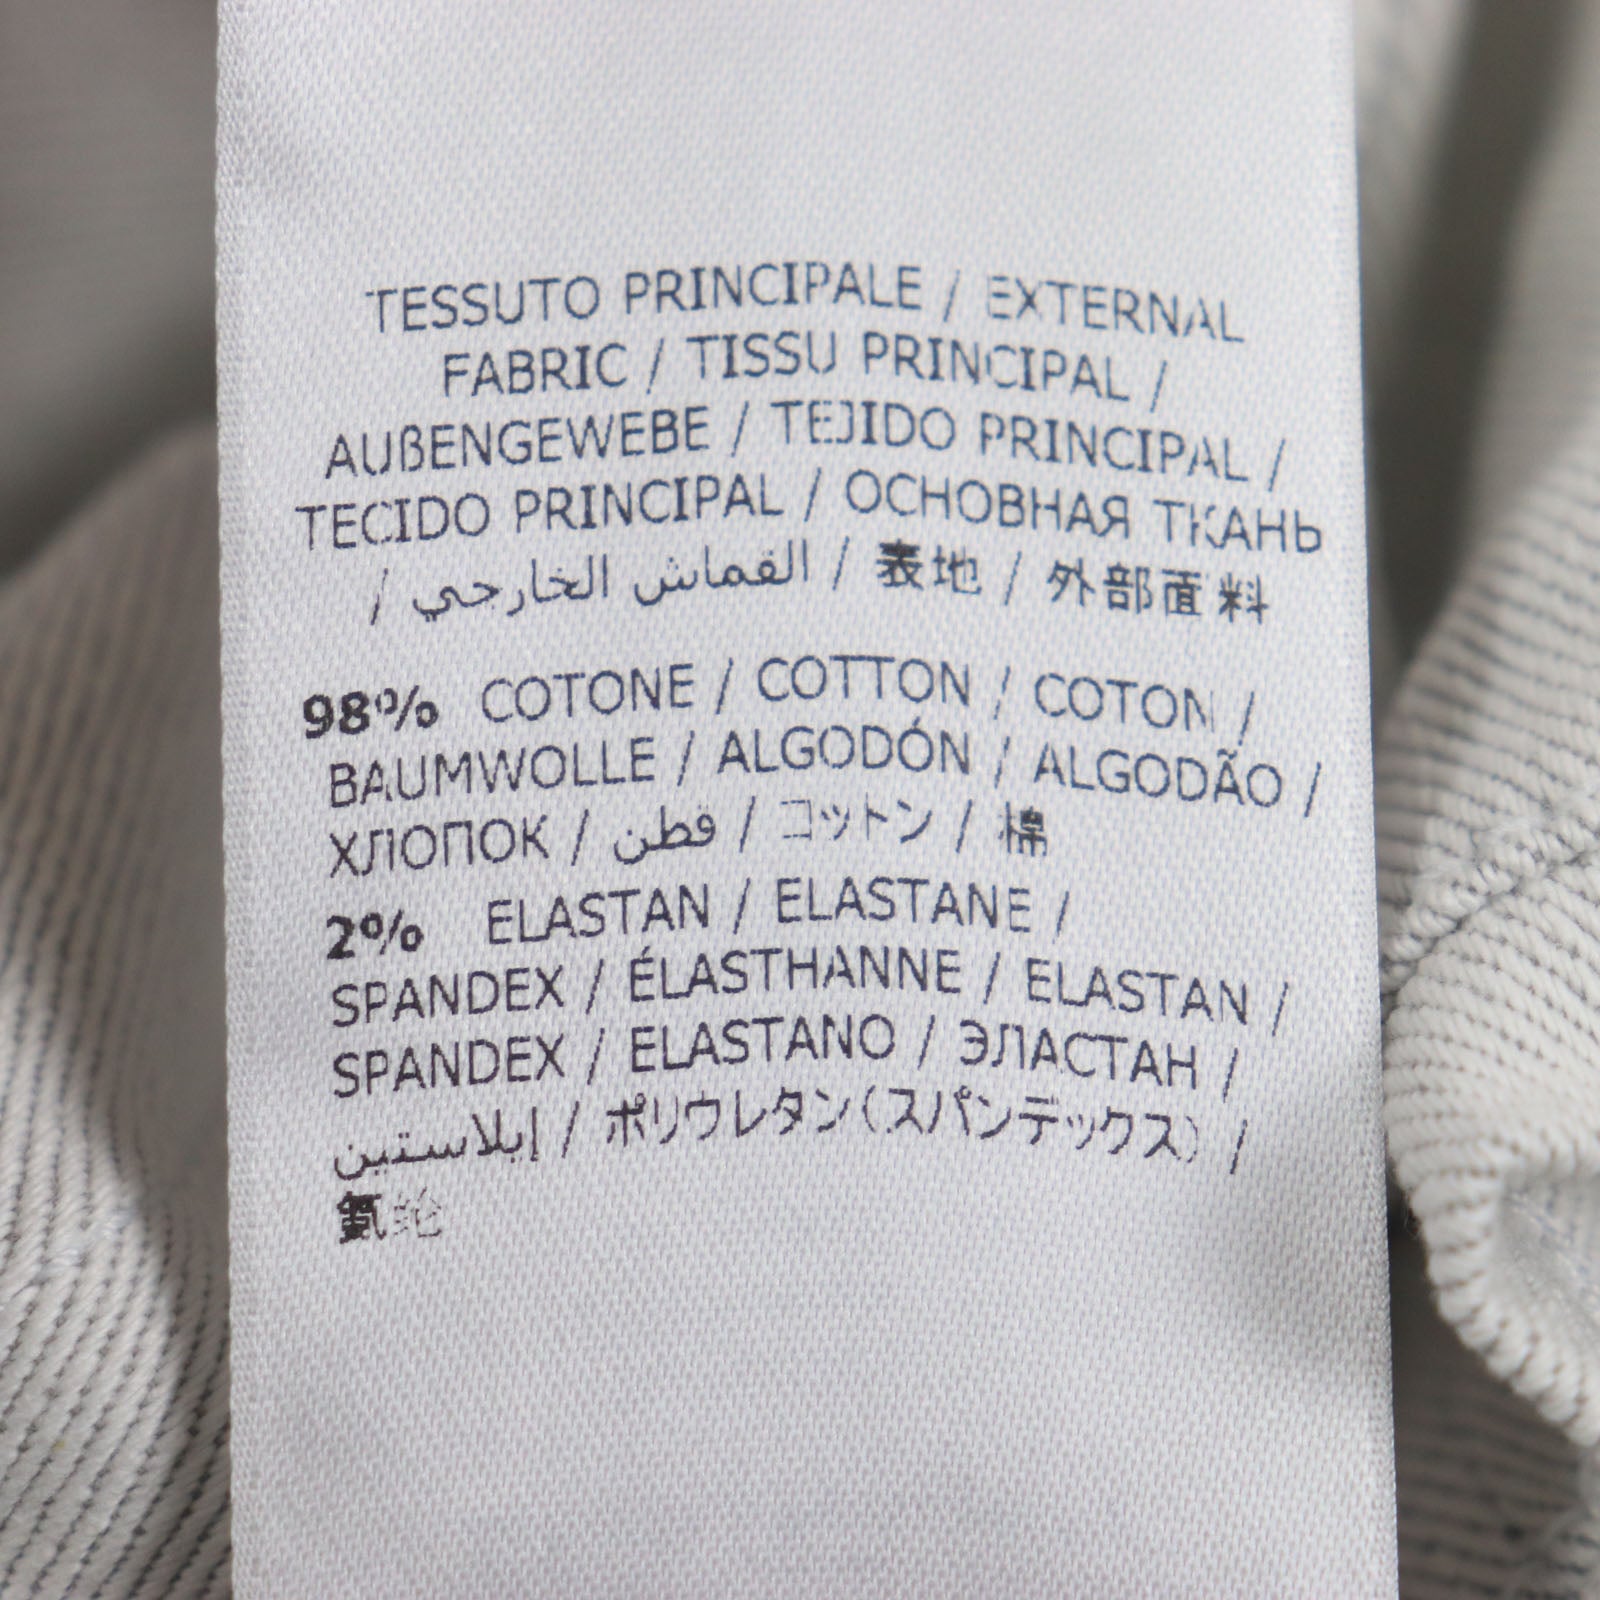 TESSUTO PRINCIPALE / EXTERNAL
FABRIC / TISSU PRINCIPAL /
AUßENGEWEBE / TEJIDO PRINCIPAL /
TECIDO PRINCIPAL / ОСНОВНАЯ ТКАНЬ
/ القماش الخارجي / 表地 / 外部面料
98% COTONE / COTTON / COTON /
BAUMWOLLE / ALGODÓN / ALGODÃO /
ХЛОПОК / قطن / コットン / 棉
2% ELASTAN / ELASTANE /
SPANDEX / ÉLASTHANNE / ELASTAN /
SPANDEX / ELASTANO / ЭЛАСТАН /
إيلاستين / ポリウレタン(スパンデックス) /
氨纶